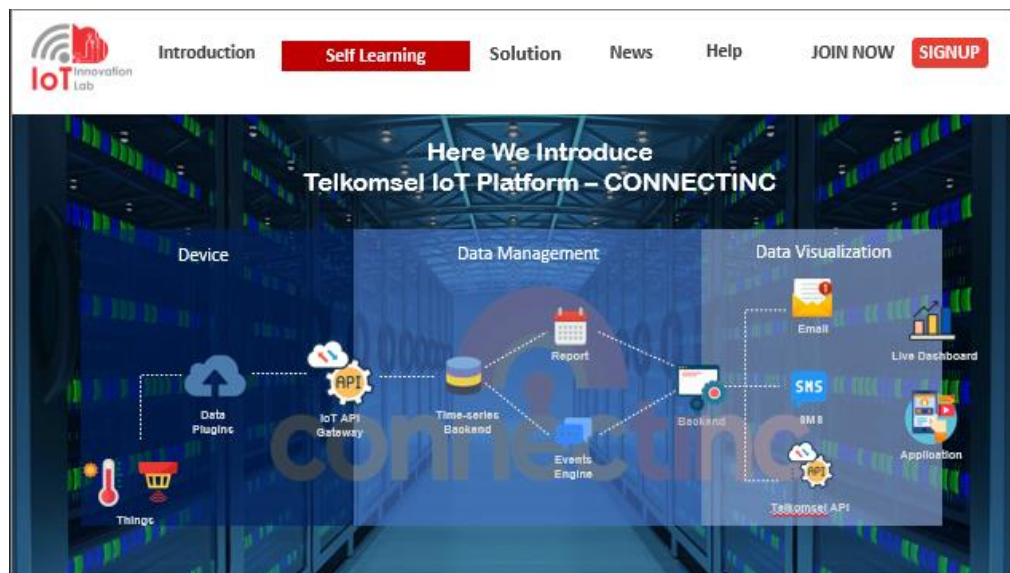 IoT Innovation
Lab
Introduction
Self Learning
Solution
News
Help
JOIN NOW
SIGNUP
Here We Introduce
Telkomsel IoT Platform – CONNECTINC
Device
Data Management
Data Visualization
Data
Plugins
Things
API
IoT API
Gateway
Time-series
Backend
Report
Events
Engine
Backend
1
Email
SMS
SMS
API
Telkomsel API
Live Dashboard
Application
connectinc